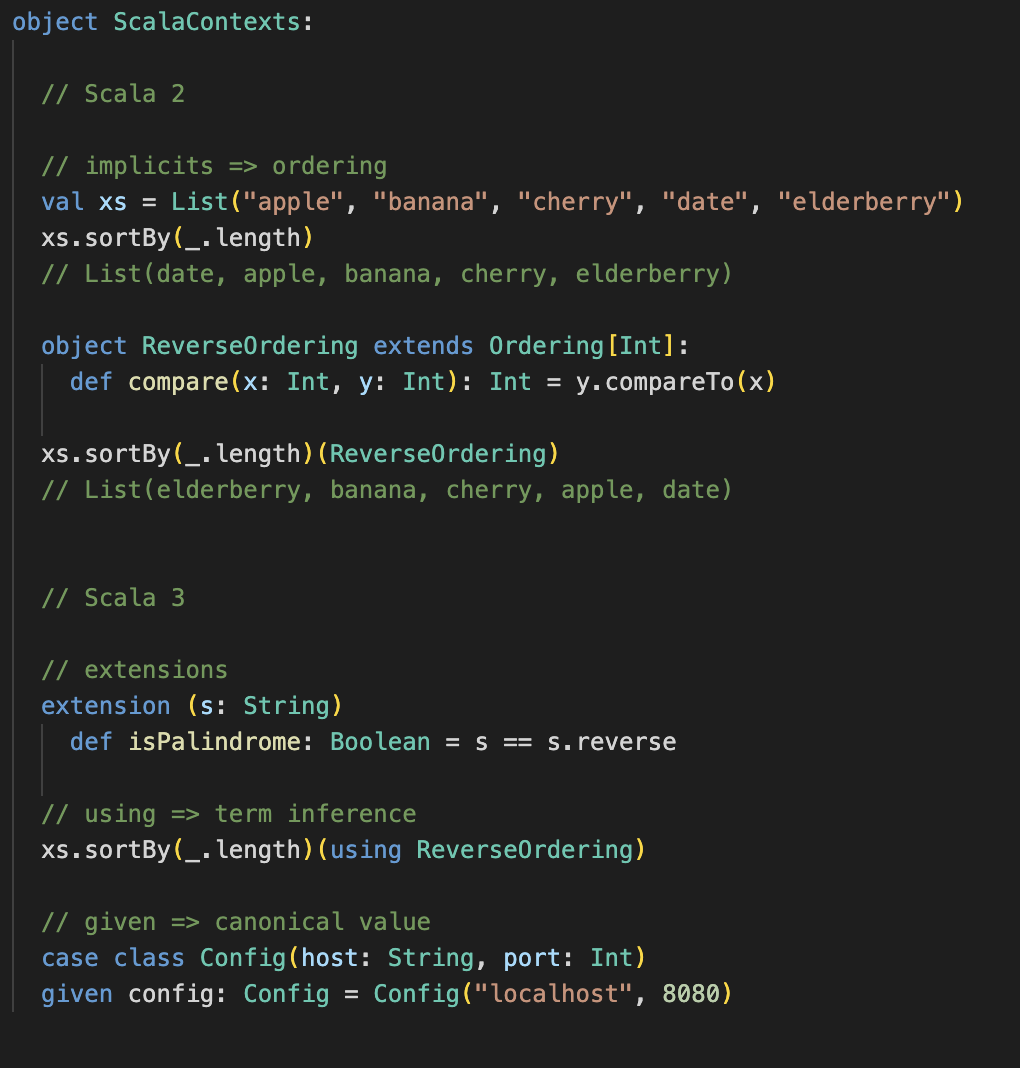 object ScalaContexts:
// Scala 2
// implicits => ordering
val xs = List("apple", "banana", "cherry", "date", "elderberry")
xs.sortBy(_.length)
// List(date, apple, banana, cherry, elderberry)
object ReverseOrdering extends Ordering[Int]:
def compare(x: Int, y: Int): Int = y.compareTo(x)
xs.sortBy(_.length)(ReverseOrdering)
// List(elderberry, banana, cherry, apple, date)
// Scala 3
// extensions
extension (s: String)
def isPalindrome: Boolean = s == s.reverse
// using => term inference
xs.sortBy(_.length)(using ReverseOrdering)
// given => canonical value
case class Config(host: String, port: Int)
given config: Config = Config("localhost", 8080)